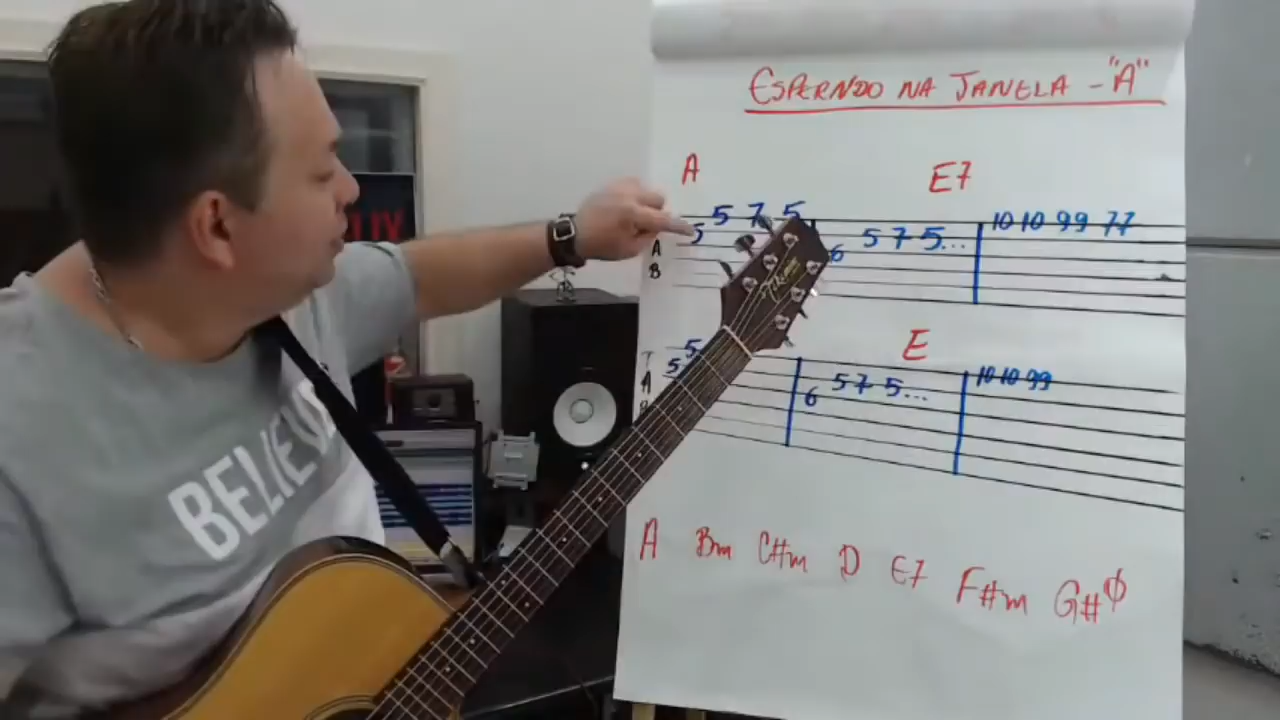 ESPERNDO NA JANELA - "A"
A E7
5 5 7 5 6 5 7 5... 10 10 9 9 7 7
A
B
E
T 5 5 6 5 7 5... 10 10 9 9
A
A Bm C#m D E7 F#m G#ø
BELIEVE